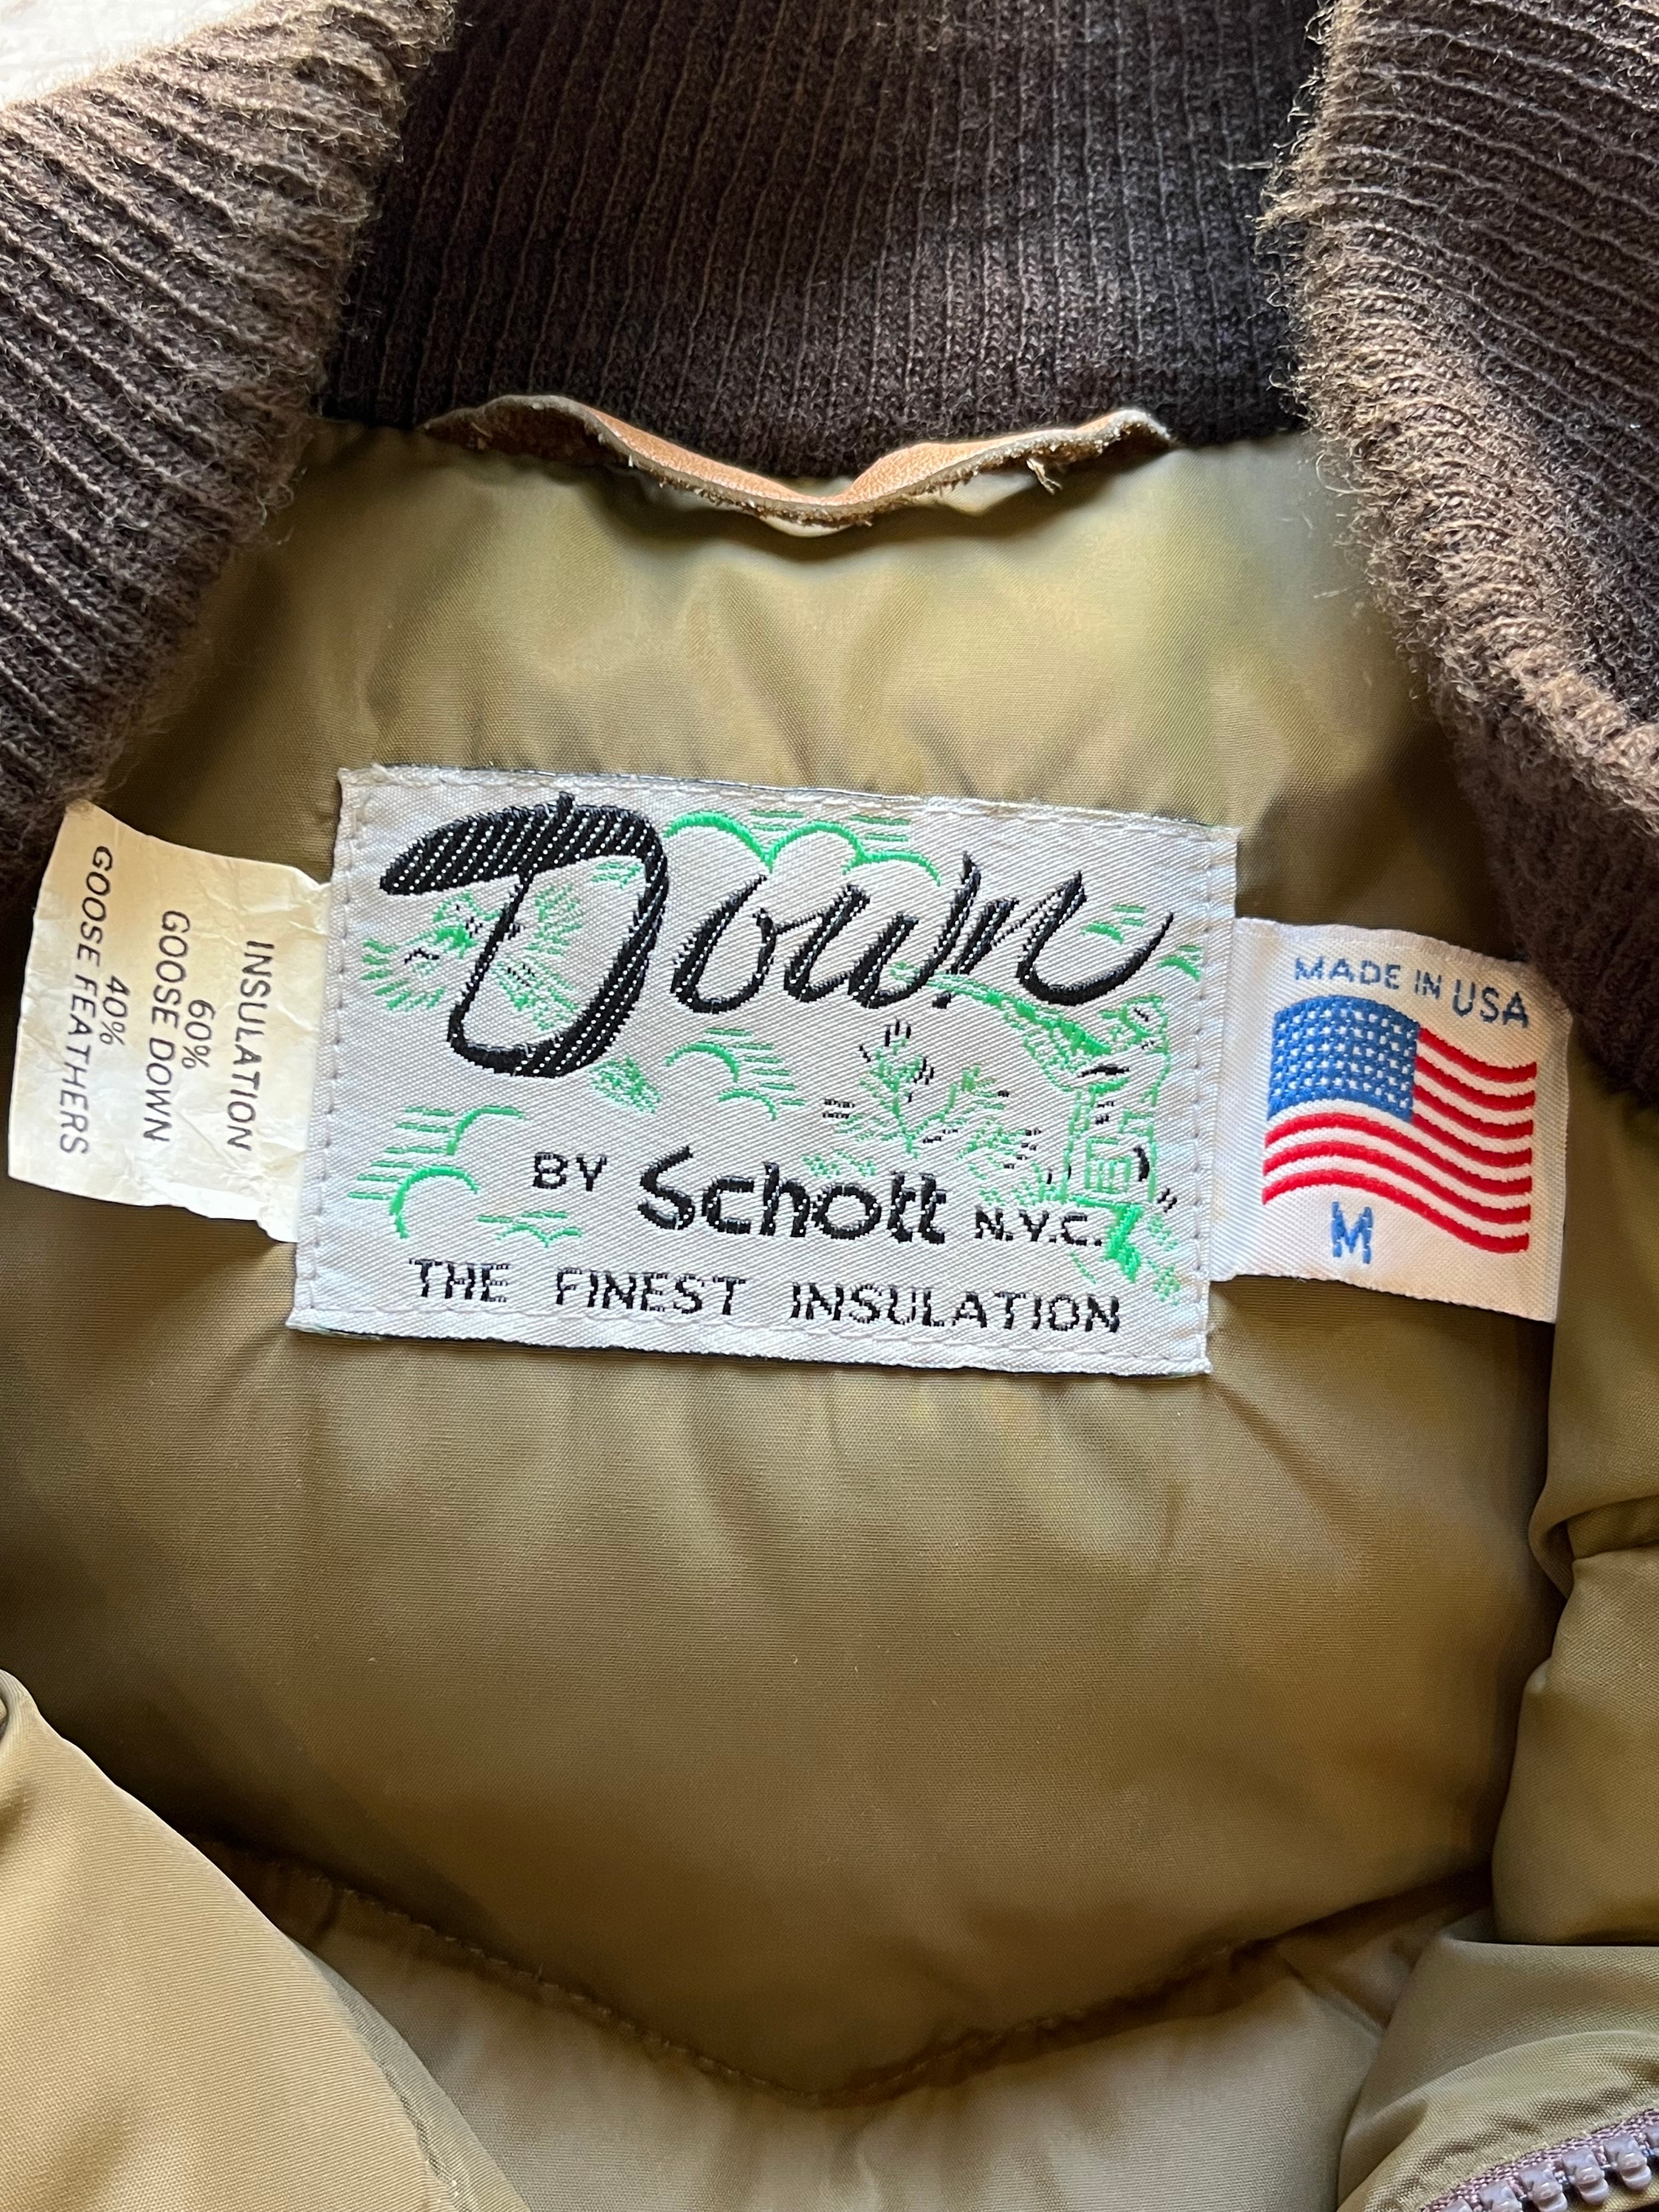 INSULATION
60%
GOOSE DOWN
40%
GOOSE FEATHERS
Down
BY Schott N.Y.C.
THE FINEST INSULATION
MADE IN USA
M